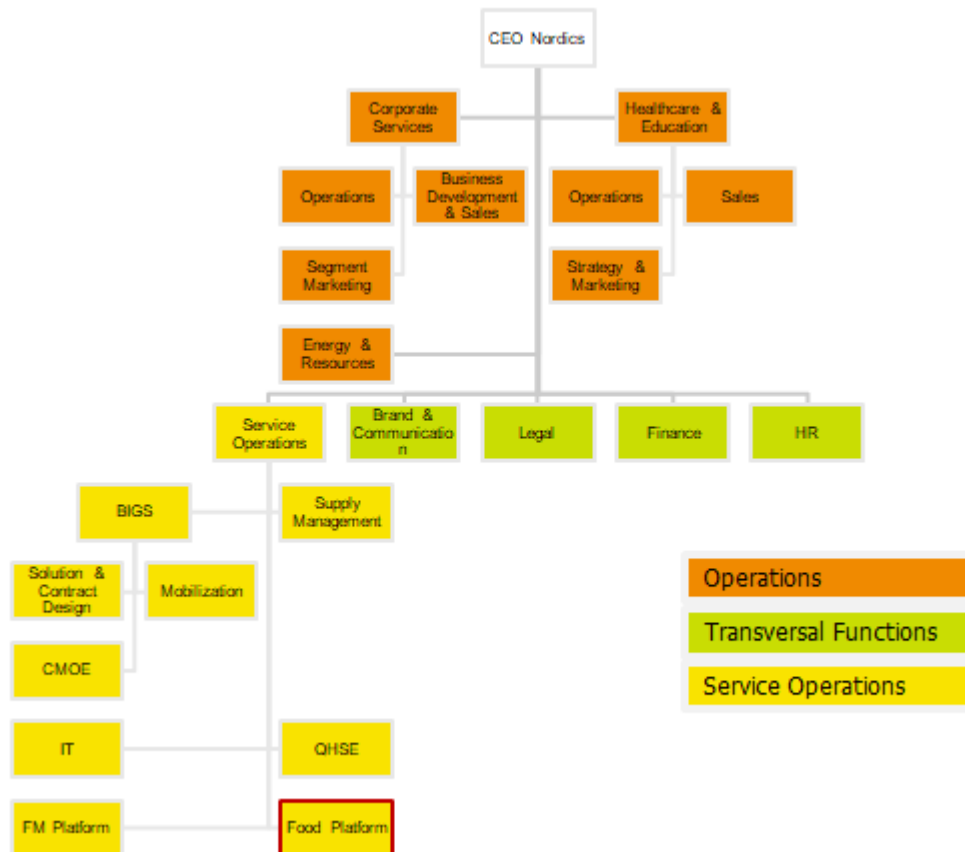 CEO Nordics
Corporate
Services
Healthcare &
Education
Operations
Business
Development
& Sales
Operations
Sales
Segment
Marketing
Strategy &
Marketing
Energy &
Resources
Service
Operations
Brand &
Communicatio
n
Legal
Finance
HR
BIGS
Supply
Management
Solution &
Contract
Design
Mobilization
CMOE
IT
QHSE
FM Platform
Food Platform
Operations
Transversal Functions
Service Operations